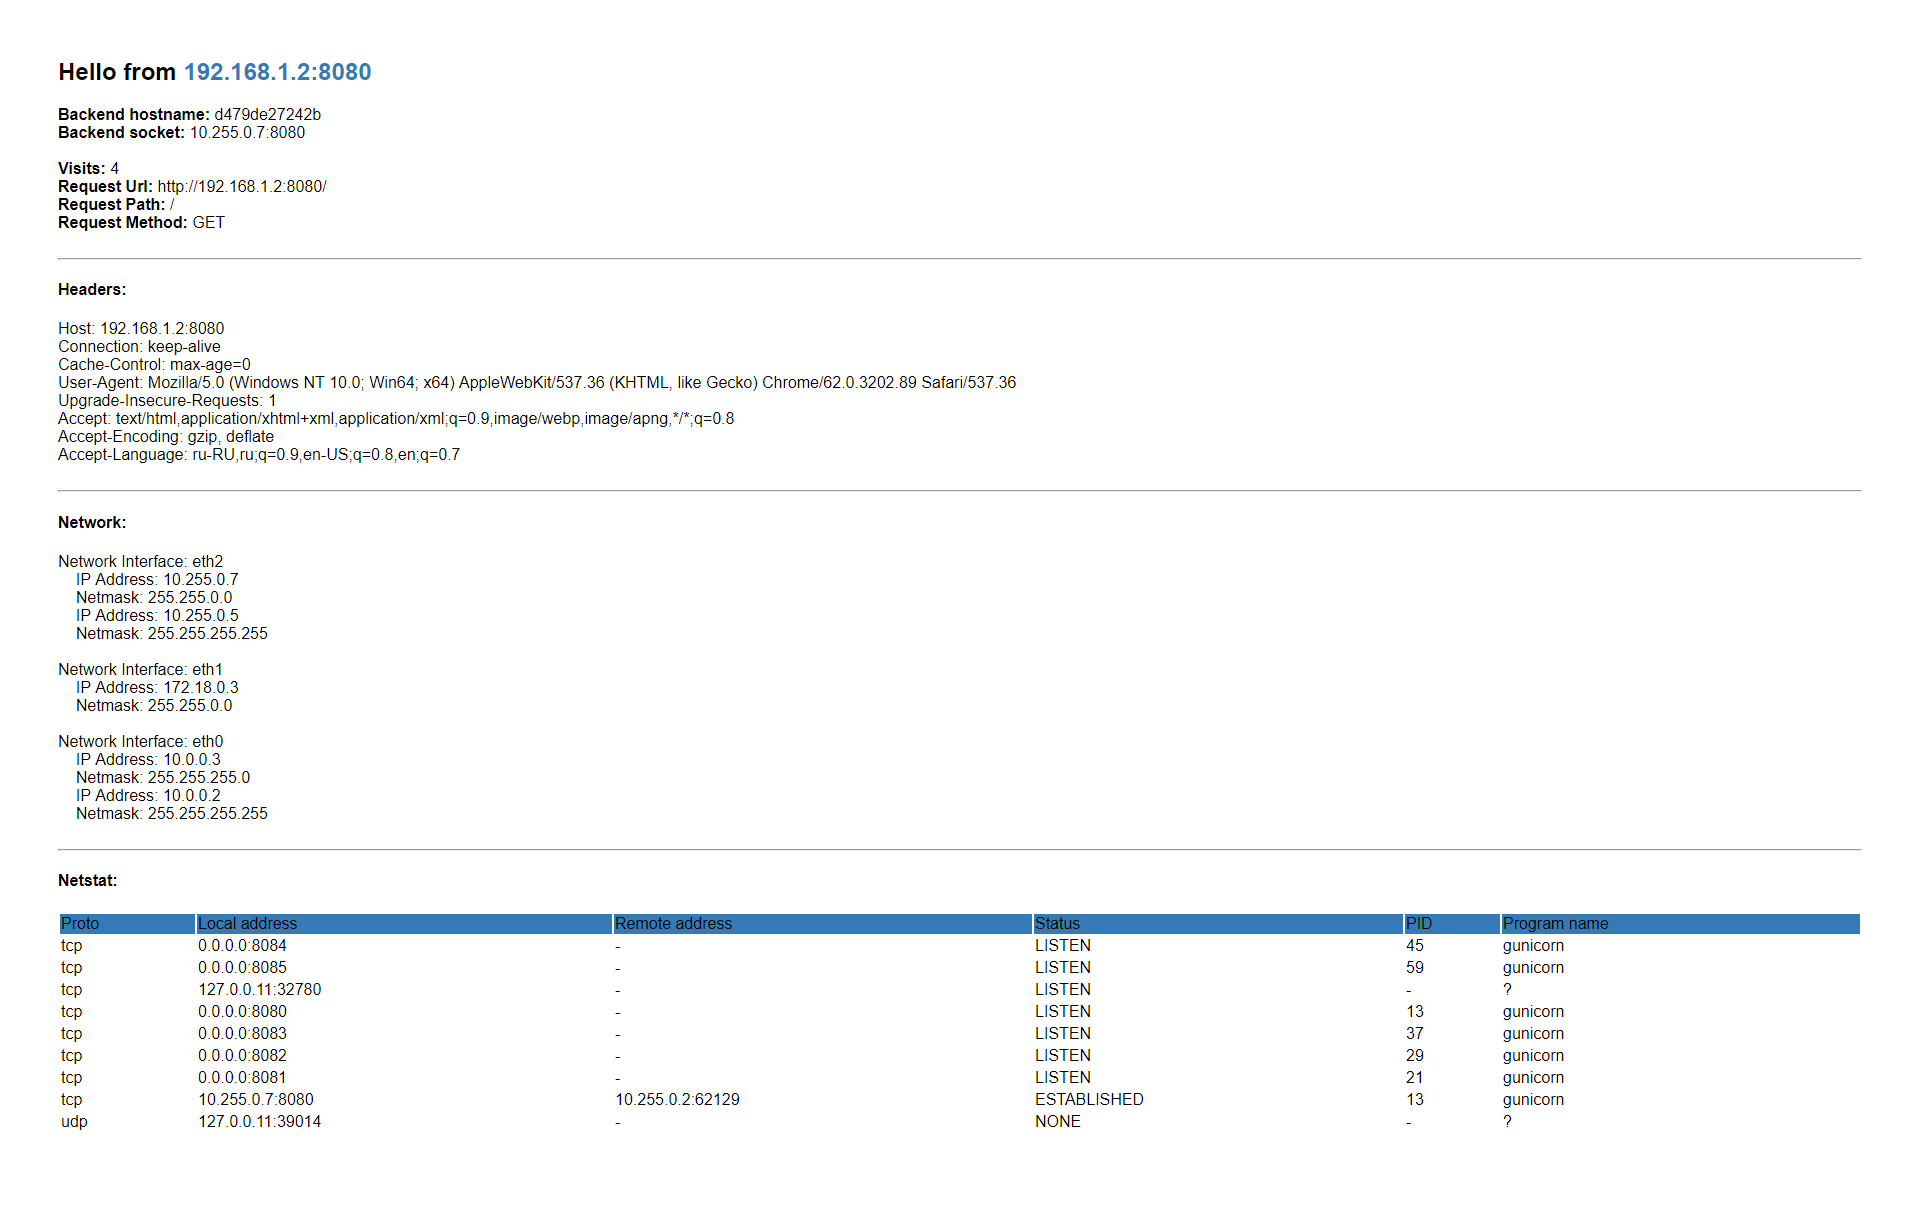 Hello from 192.168.1.2:8080
Backend hostname: d479de27242b
Backend socket: 10.255.0.7:8080
Visits: 4
Request Url: http://192.168.1.2:8080/
Request Path: /
Request Method: GET
Headers:
Host: 192.168.1.2:8080
Connection: keep-alive
Cache-Control: max-age=0
User-Agent: Mozilla/5.0 (Windows NT 10.0; Win64; x64) AppleWebKit/537.36 (KHTML, like Gecko) Chrome/62.0.3202.89 Safari/537.36
Upgrade-Insecure-Requests: 1
Accept: text/html,application/xhtml+xml,application/xml;q=0.9,image/webp,image/apng,*/*;q=0.8
Accept-Encoding: gzip, deflate
Accept-Language: ru-RU,ru;q=0.9,en-US;q=0.8,en;q=0.7
Network:
Network Interface: eth2
IP Address: 10.255.0.7
Netmask: 255.255.0.0
IP Address: 10.255.0.5
Netmask: 255.255.255.255
Network Interface: eth1
IP Address: 172.18.0.3
Netmask: 255.255.0.0
Network Interface: eth0
IP Address: 10.0.0.3
Netmask: 255.255.255.0
IP Address: 10.0.0.2
Netmask: 255.255.255.255
Netstat:
Proto Local address Remote address Status PID Program name
tcp 0.0.0.0:8084 - LISTEN 45 gunicorn
tcp 0.0.0.0:8085 - LISTEN 59 gunicorn
tcp 127.0.0.11:32780 - LISTEN - ?
tcp 0.0.0.0:8080 - LISTEN 13 gunicorn
tcp 0.0.0.0:8083 - LISTEN 37 gunicorn
tcp 0.0.0.0:8082 - LISTEN 29 gunicorn
tcp 0.0.0.0:8081 - LISTEN 21 gunicorn
tcp 10.255.0.7:8080 10.255.0.2:62129 ESTABLISHED 13 gunicorn
udp 127.0.0.11:39014 - NONE - ?